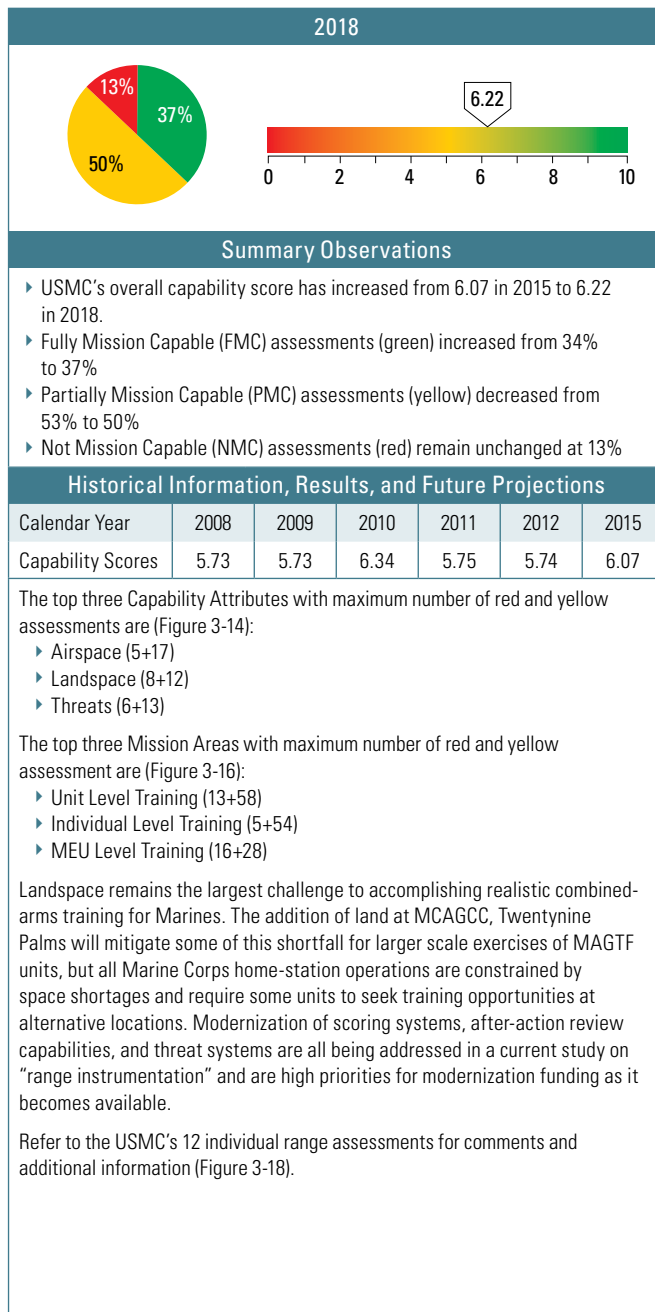 2018
13%
37%
50%
6.22
0 2 4 6 8 10
Summary Observations
‣ USMC's overall capability score has increased from 6.07 in 2015 to 6.22
in 2018.
‣ Fully Mission Capable (FMC) assessments (green) increased from 34%
to 37%
‣ Partially Mission Capable (PMC) assessments (yellow) decreased from
53% to 50%
‣ Not Mission Capable (NMC) assessments (red) remain unchanged at 13%
Historical Information, Results, and Future Projections
Calendar Year 2008 2009 2010 2011 2012 2015
Capability Scores 5.73 5.73 6.34 5.75 5.74 6.07
The top three Capability Attributes with maximum number of red and yellow
assessments are (Figure 3-14):
‣ Airspace (5+17)
‣ Landspace (8+12)
‣ Threats (6+13)
The top three Mission Areas with maximum number of red and yellow
assessment are (Figure 3-16):
‣ Unit Level Training (13+58)
‣ Individual Level Training (5+54)
‣ MEU Level Training (16+28)
Landspace remains the largest challenge to accomplishing realistic combined-
arms training for Marines. The addition of land at MCAGCC, Twentynine
Palms will mitigate some of this shortfall for larger scale exercises of MAGTF
units, but all Marine Corps home-station operations are constrained by
space shortages and require some units to seek training opportunities at
alternative locations. Modernization of scoring systems, after-action review
capabilities, and threat systems are all being addressed in a current study on
"range instrumentation" and are high priorities for modernization funding as it
becomes available.
Refer to the USMC's 12 individual range assessments for comments and
additional information (Figure 3-18).